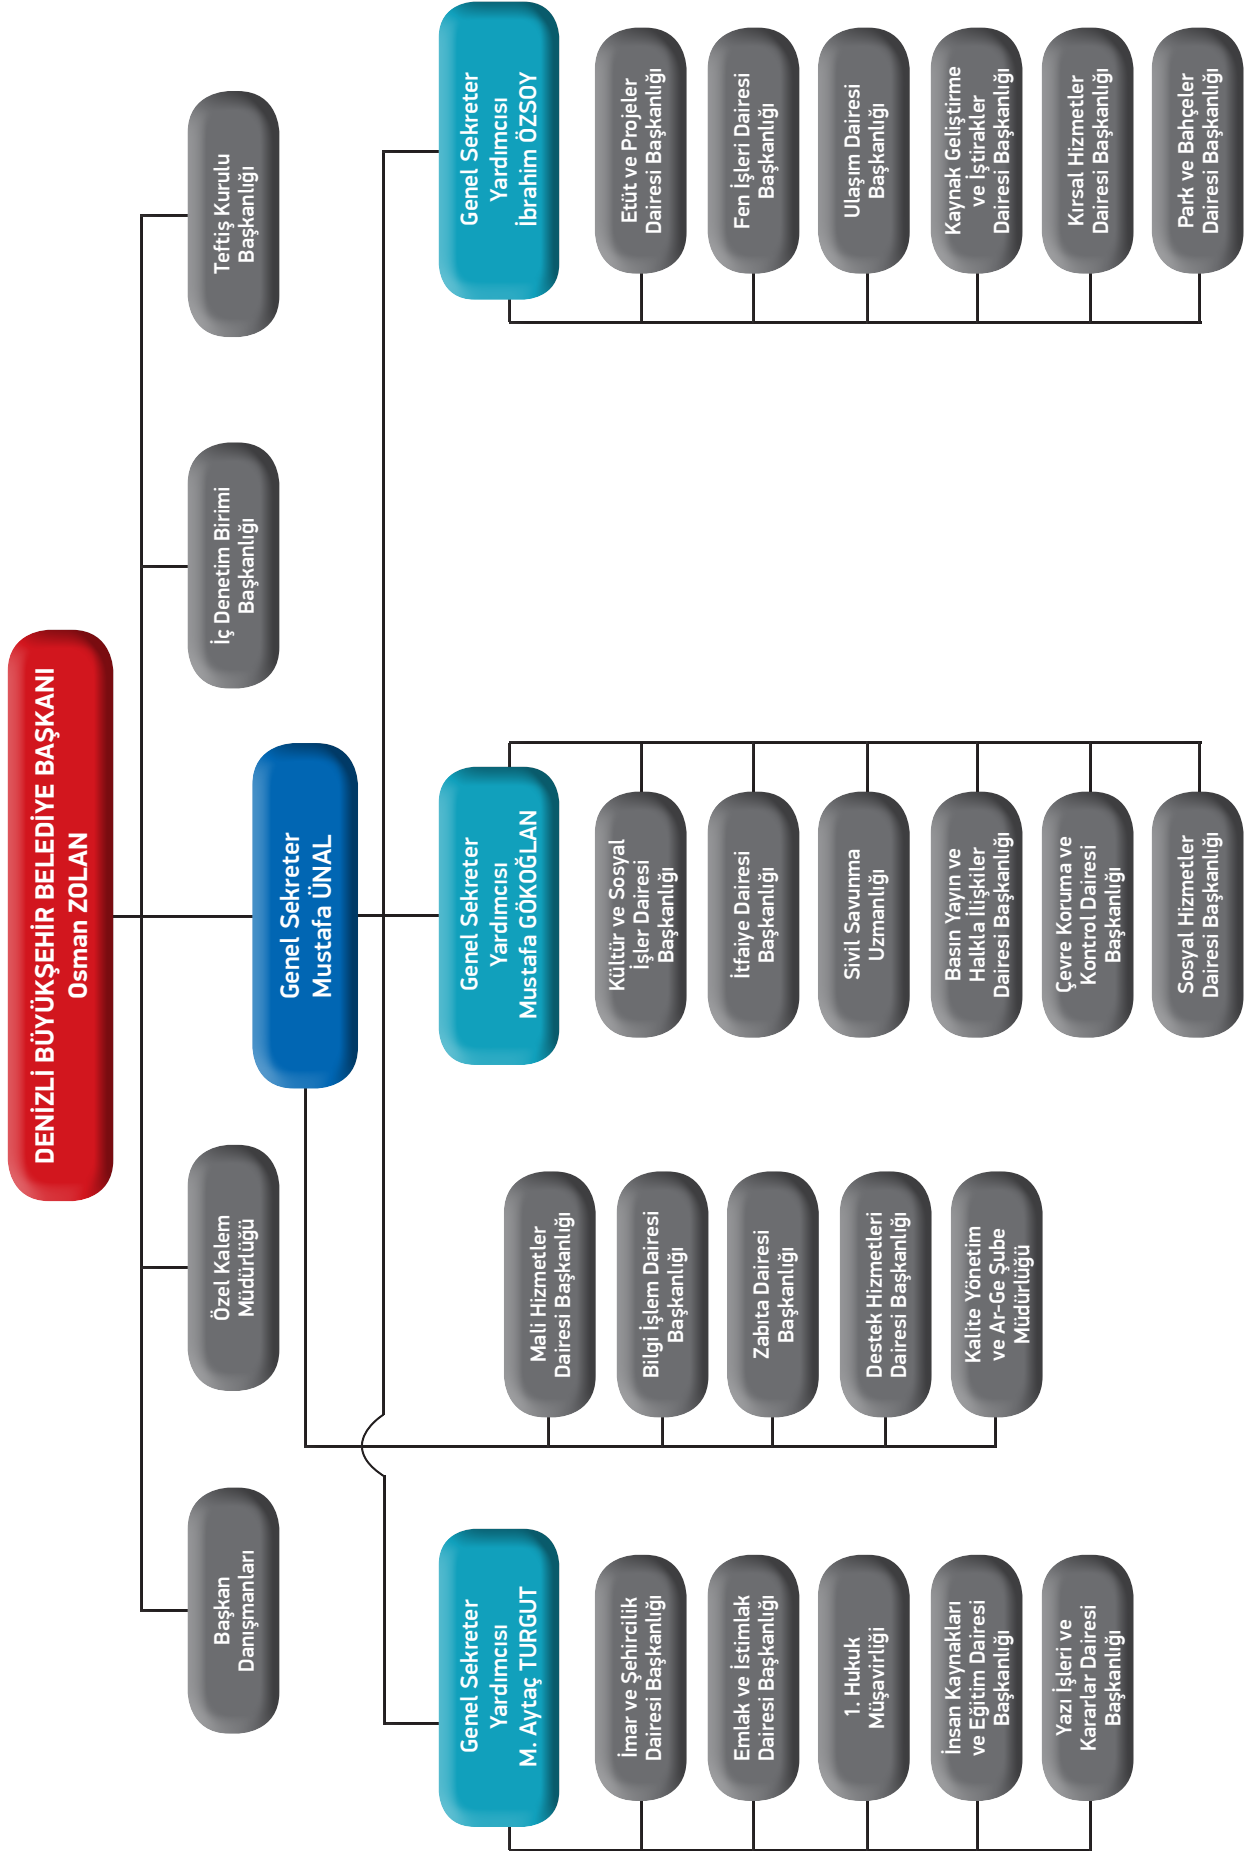 DENİZLİ BÜYÜKŞEHİR BELEDİYE BAŞKANI
Osman ZOLAN
Başkan
Danışmanları
Özel Kalem
Müdürlüğü
İç Denetim Birimi
Başkanlığı
Teftiş Kurulu
Başkanlığı
Genel Sekreter
Mustafa ÜNAL
Genel Sekreter
Yardımcısı
M. Aytaç TURGUT
İmar ve Şehircilik
Dairesi Başkanlığı
Emlak ve İstimlak
Dairesi Başkanlığı
1. Hukuk
Müşavirliği
İnsan Kaynakları
ve Eğitim Dairesi
Başkanlığı
Yazı İşleri ve
Kararlar Dairesi
Başkanlığı
Mali Hizmetler
Dairesi Başkanlığı
Bilgi İşlem Dairesi
Başkanlığı
Zabıta Dairesi
Başkanlığı
Destek Hizmetleri
Dairesi Başkanlığı
Kalite Yönetim
ve Ar-Ge Şube
Müdürlüğü
Genel Sekreter
Yardımcısı
Mustafa GÖKOĞLAN
Kültür ve Sosyal
İşler Dairesi
Başkanlığı
İtfaiye Dairesi
Başkanlığı
Sivil Savunma
Uzmanlığı
Basın Yayın ve
Halkla İlişkiler
Dairesi Başkanlığı
Çevre Koruma ve
Kontrol Dairesi
Başkanlığı
Sosyal Hizmetler
Dairesi Başkanlığı
Genel Sekreter
Yardımcısı
İbrahim ÖZSOY
Etüt ve Projeler
Dairesi Başkanlığı
Fen İşleri Dairesi
Başkanlığı
Ulaşım Dairesi
Başkanlığı
Kaynak Geliştirme
ve İştirakler
Dairesi Başkanlığı
Kırsal Hizmetler
Dairesi Başkanlığı
Park ve Bahçeler
Dairesi Başkanlığı